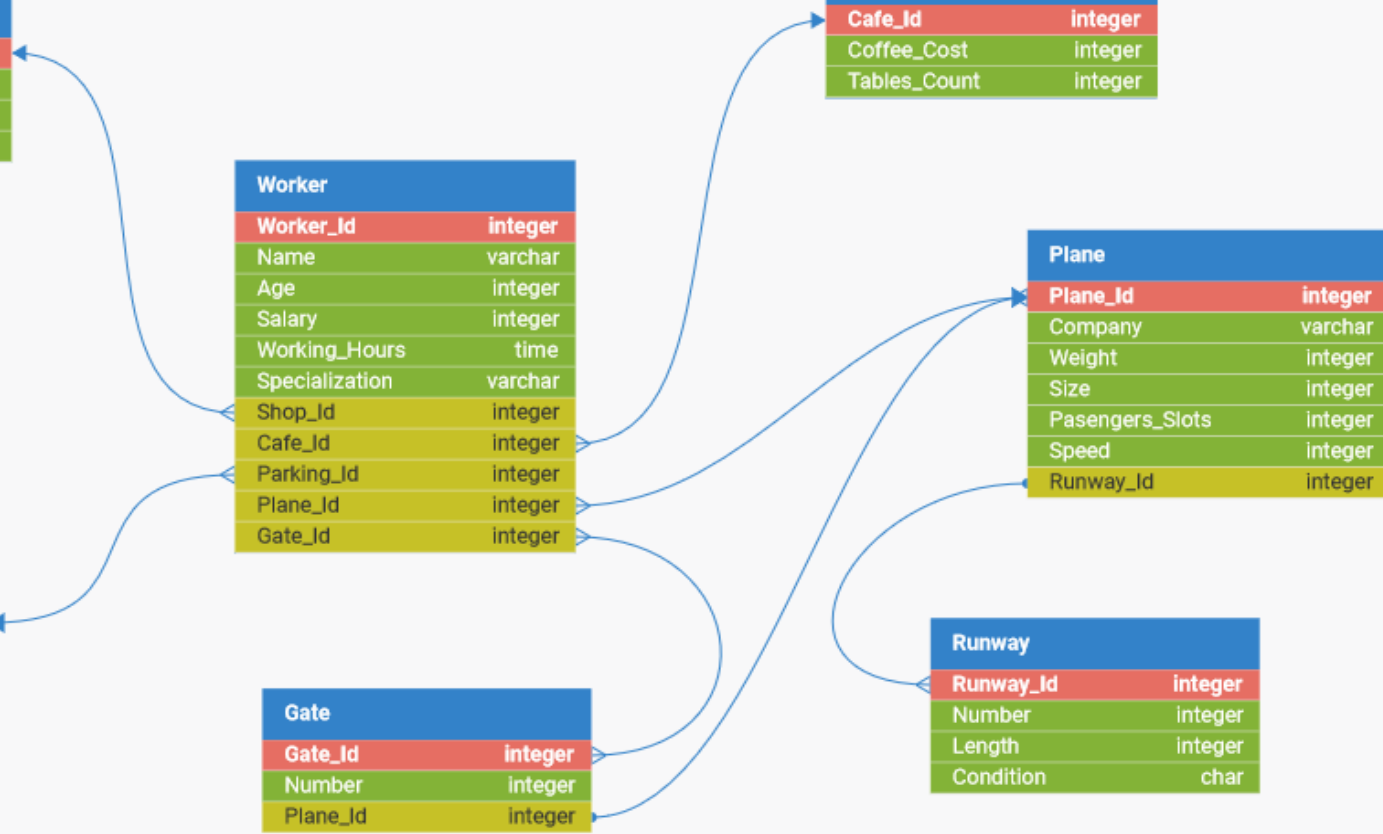 Cafe_Id integer
Coffee_Cost integer
Tables_Count integer
Worker
Worker_Id integer
Name varchar
Age integer
Salary integer
Working_Hours time
Specialization varchar
Shop_Id integer
Cafe_Id integer
Parking_Id integer
Plane_Id integer
Gate_Id integer
Plane
Plane_Id integer
Company varchar
Weight integer
Size integer
Pasengers_Slots integer
Speed integer
Runway_Id integer
Gate
Gate_Id integer
Number integer
Plane_Id integer
Runway
Runway_Id integer
Number integer
Length integer
Condition char